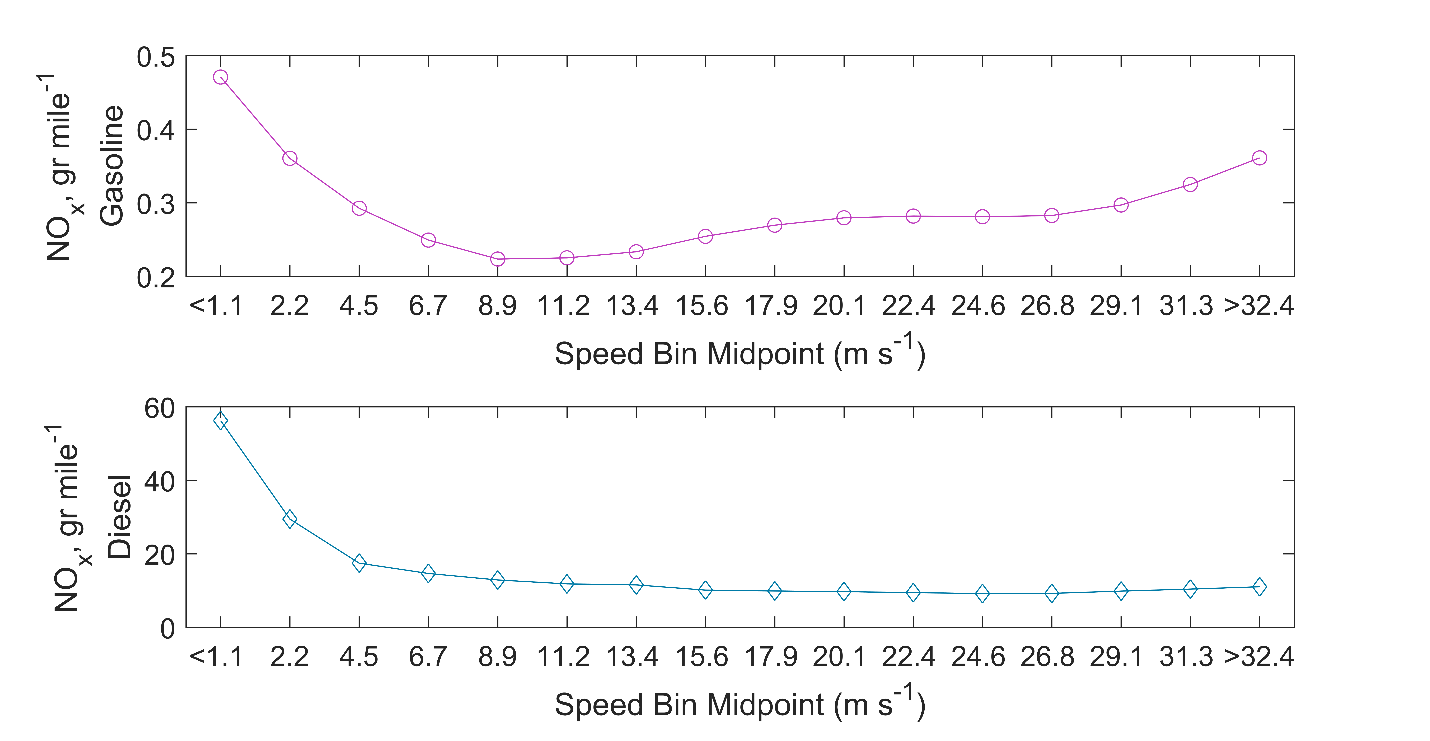 NOx, gr mile-1
Gasoline
0.5
0.4
0.3
0.2
<1.1 2.2 4.5 6.7 8.9 11.2 13.4 15.6 17.9 20.1 22.4 24.6 26.8 29.1 31.3 >32.4
Speed Bin Midpoint (m s-1)
NOx, gr mile-1
Diesel
60
40
20
0
<1.1 2.2 4.5 6.7 8.9 11.2 13.4 15.6 17.9 20.1 22.4 24.6 26.8 29.1 31.3 >32.4
Speed Bin Midpoint (m s-1)